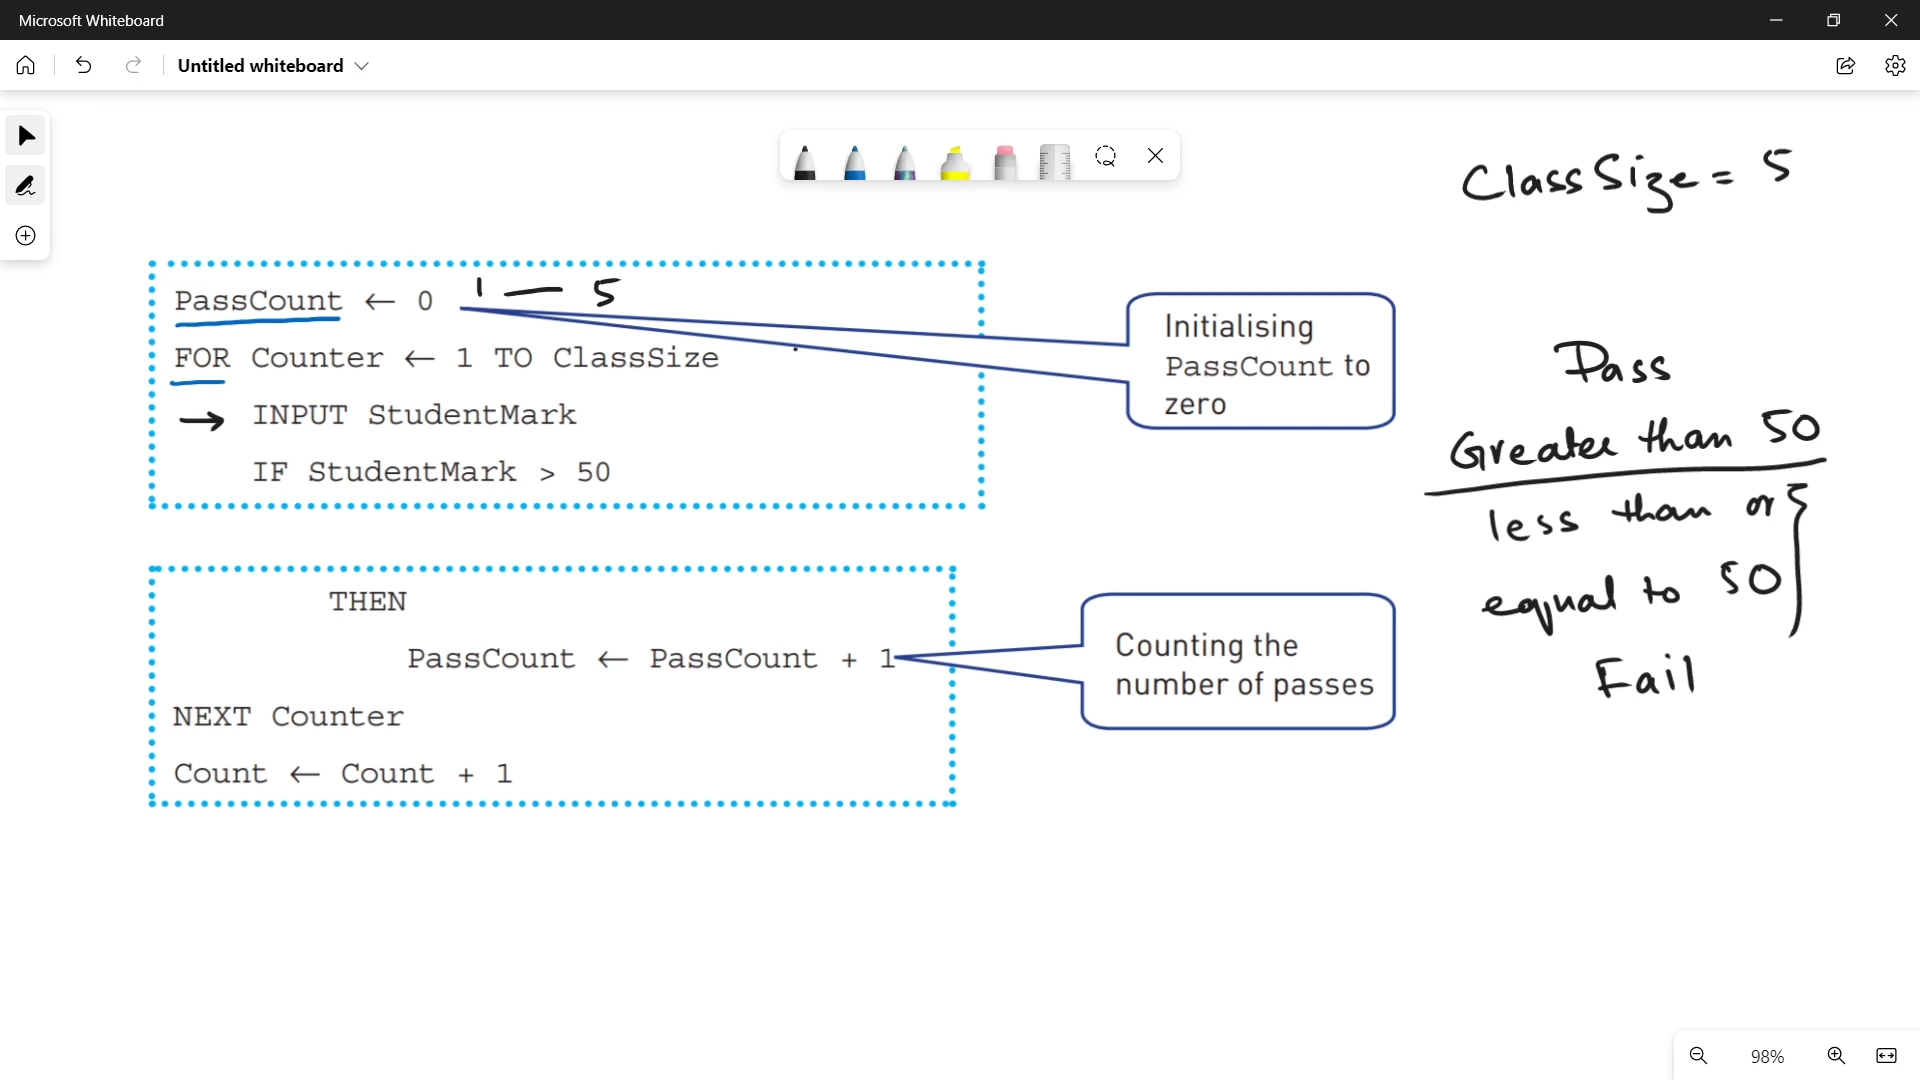 Microsoft Whiteboard
Untitled whiteboard
ClassSize = 5
PassCount ← 0
1 — 5
FOR Counter ← 1 TO ClassSize
→ INPUT StudentMark
IF StudentMark > 50
Initialising
PassCount to
zero
Pass
Greater than 50
less than or
equal to 50
Fail
THEN
PassCount ← PassCount + 1
NEXT Counter
Count ← Count + 1
Counting the
number of passes
98%